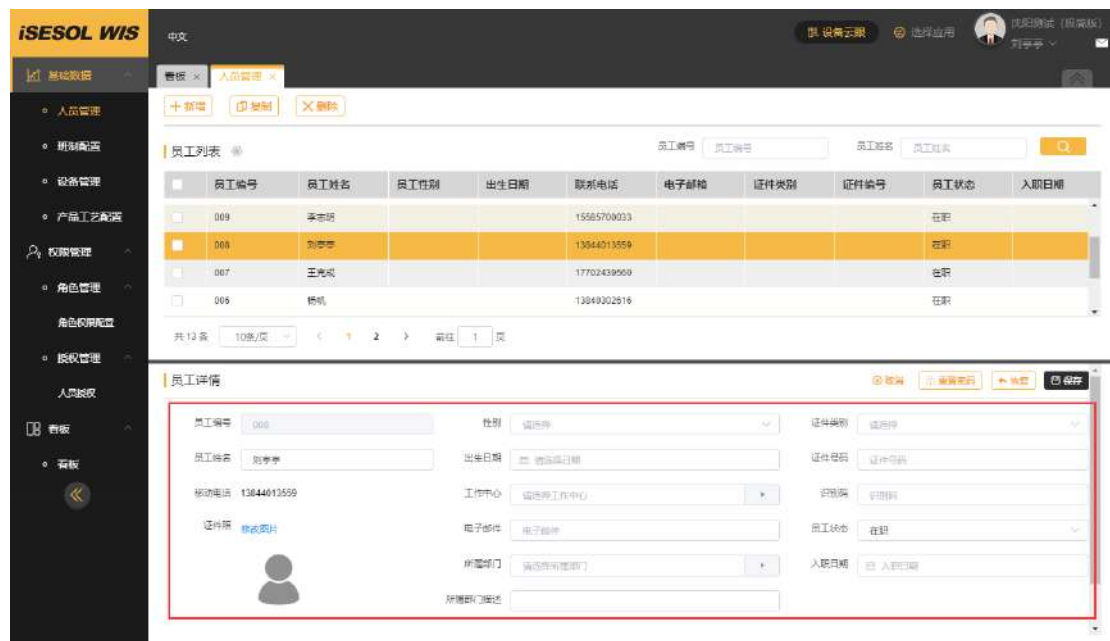 iSESOL WIS
中文
设备云眼
选择应用
刘亭亭
基础数据
人员管理
班制配置
设备管理
产品工艺配置
权限管理
角色管理
角色权限配置
授权管理
人员授权
看板
看板
看板 × 人员管理 ×
新增 复制 删除
员工列表 员工编号 员工编号 员工姓名 员工姓名
员工编号 员工姓名 员工性别 出生日期 联系电话 电子邮箱 证件类别 证件编号 员工状态 入职日期
009 李志明 15585700033 在职
008 刘亭亭 13844013559 在职
007 17702439560 在职
006 杨帆 13840302616 在职
共13条 10条/页 1 2 前往 1 页
员工详情 取消 重置密码 恢复 保存
员工编号 008 性别 请选择 证件类别 请选择
员工姓名 刘亭亭 出生日期 请选择日期 证件号码 证件号码
移动电话 13844013559 工作中心 请选择工作中心 识别码 识别码
证件照 修改图片 电子邮件 电子邮件 员工状态 在职
所属部门 请选择所属部门 入职日期 入职日期
所属部门描述